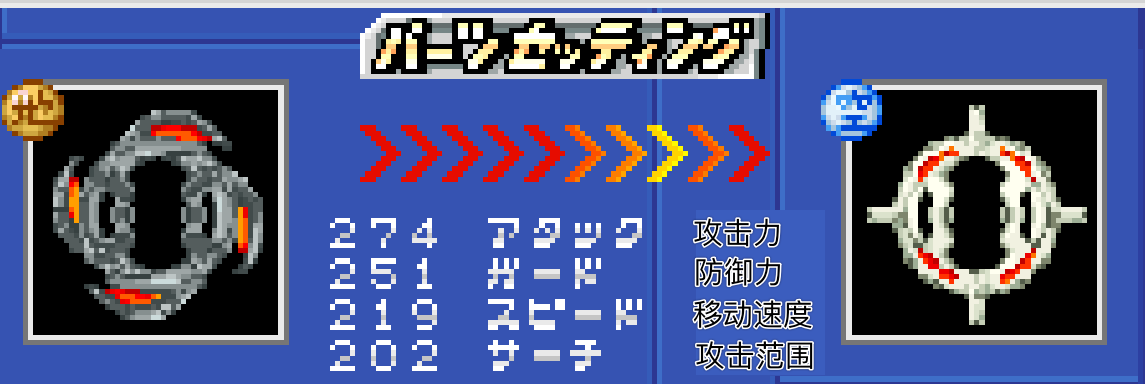 パーツセッティング
空
274 アタック 攻击力
251 ガード 防御力
219 スピード 移动速度
202 サーチ 攻击范围